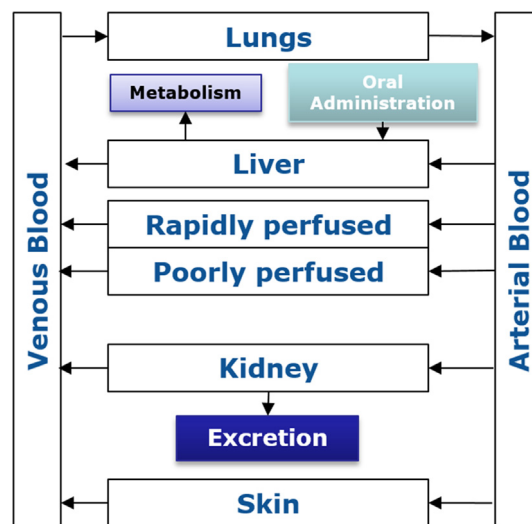 Lungs
Metabolism
Oral
Administration
Liver
Rapidly perfused
Poorly perfused
Kidney
Excretion
Skin
Venous Blood
Arterial Blood